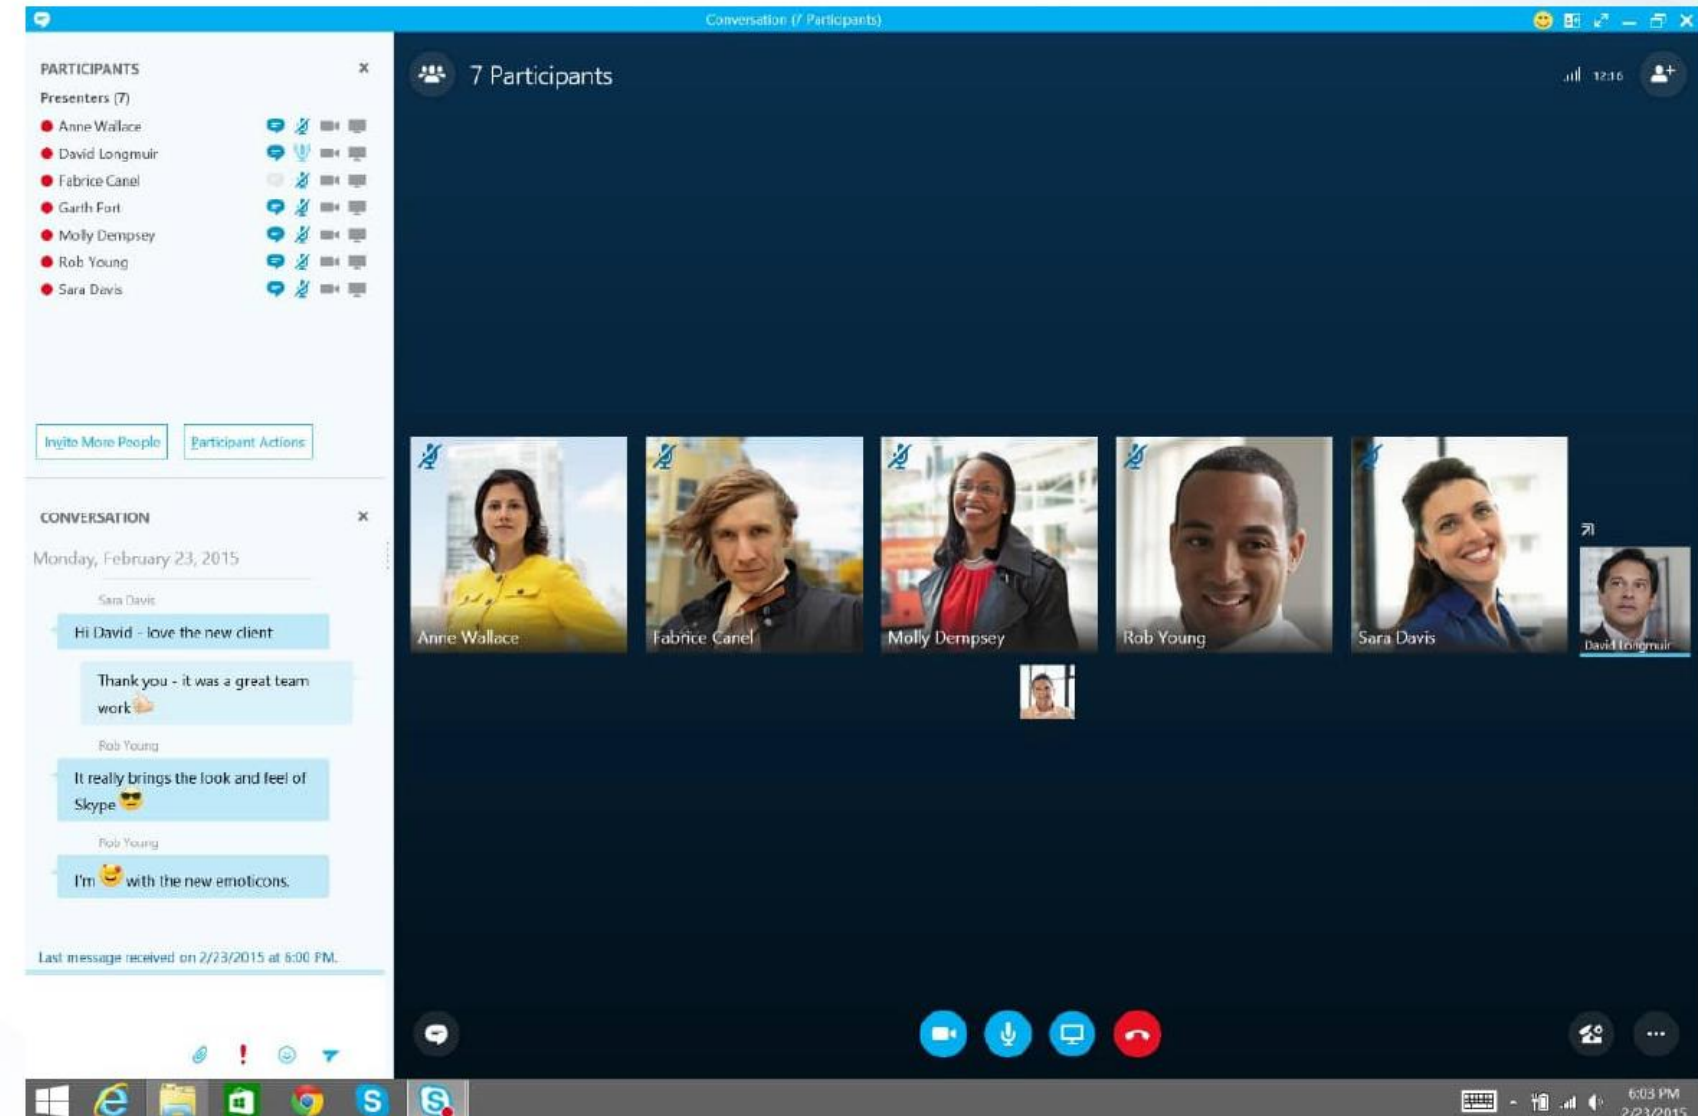 Conversation (7 Participants)
PARTICIPANTS
Presenters (7)
Anne Wallace
David Longmuir
Fabrice Canel
Garth Fort
Molly Dempsey
Rob Young
Sara Davis
Invite More People
Participant Actions
CONVERSATION
Monday, February 23, 2015
Sara Davis
Hi David - love the new client
Thank you - it was a great team
work
Rob Young
It really brings the look and feel of
Skype
Rob Young
I'm with the new emoticons.
Last message received on 2/23/2015 at 6:00 PM.
7 Participants
12:16
Anne Wallace
Fabrice Canel
Molly Dempsey
Rob Young
Sara Davis
David Longmuir
6:03 PM
2/23/2015